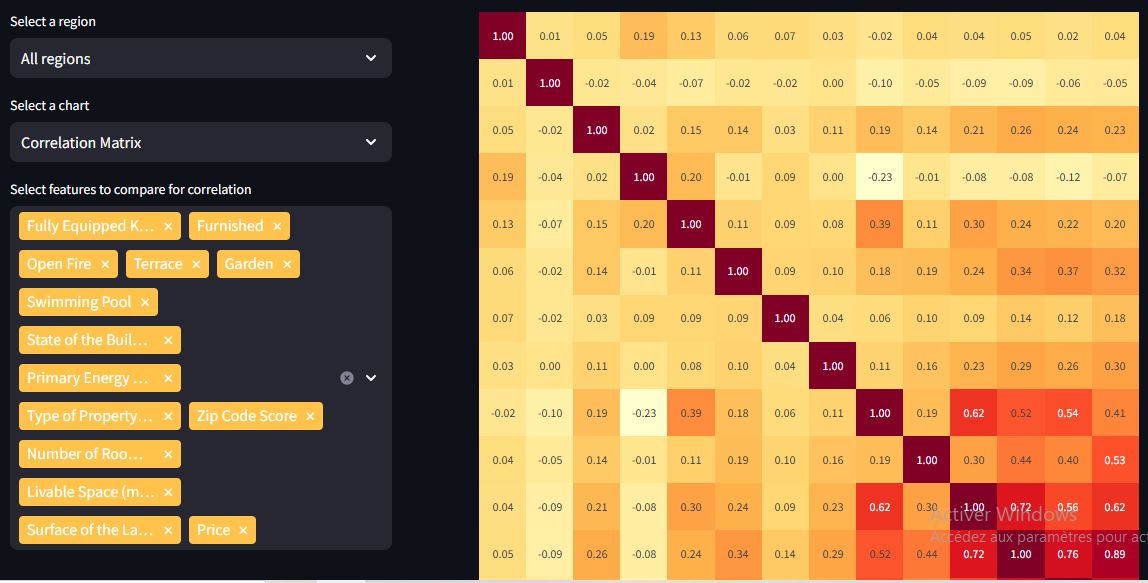 Select a region
All regions
Select a chart
Correlation Matrix
Select features to compare for correlation
Fully Equipped K... × Furnished ×
Open Fire × Terrace × Garden ×
Swimming Pool ×
State of the Buil... ×
Primary Energy ... ×
Type of Property... × Zip Code Score ×
Number of Roo... ×
Livable Space (m... ×
Surface of the La... × Price ×
1.00 0.01 0.05 0.19 0.13 0.06 0.07 0.03 -0.02 0.04 0.04 0.05 0.02 0.04
0.01 1.00 -0.02 -0.04 -0.07 -0.02 -0.02 0.00 -0.10 -0.05 -0.09 -0.09 -0.06 -0.05
0.05 -0.02 1.00 0.02 0.15 0.14 0.03 0.11 0.19 0.14 0.21 0.26 0.24 0.23
0.19 -0.04 0.02 1.00 0.20 -0.01 0.09 0.00 -0.23 -0.01 -0.08 -0.08 -0.12 -0.07
0.13 -0.07 0.15 0.20 1.00 0.11 0.09 0.08 0.39 0.11 0.30 0.24 0.22 0.20
0.06 -0.02 0.14 -0.01 0.11 1.00 0.09 0.10 0.18 0.19 0.24 0.34 0.37 0.32
0.07 -0.02 0.03 0.09 0.09 0.09 1.00 0.04 0.06 0.10 0.09 0.14 0.12 0.18
0.03 0.00 0.11 0.00 0.08 0.10 0.04 1.00 0.11 0.16 0.23 0.29 0.26 0.30
-0.02 -0.10 0.19 -0.23 0.39 0.18 0.06 0.11 1.00 0.19 0.62 0.52 0.54 0.41
0.04 -0.05 0.14 -0.01 0.11 0.19 0.10 0.16 0.19 1.00 0.30 0.44 0.40 0.53
0.04 -0.09 0.21 -0.08 0.30 0.24 0.09 0.23 0.62 0.30 1.00 0.72 0.56 0.62
Activer Windows
Accédez aux paramètres pour act
0.05 -0.09 0.26 -0.08 0.24 0.34 0.14 0.29 0.52 0.44 0.72 1.00 0.76 0.89